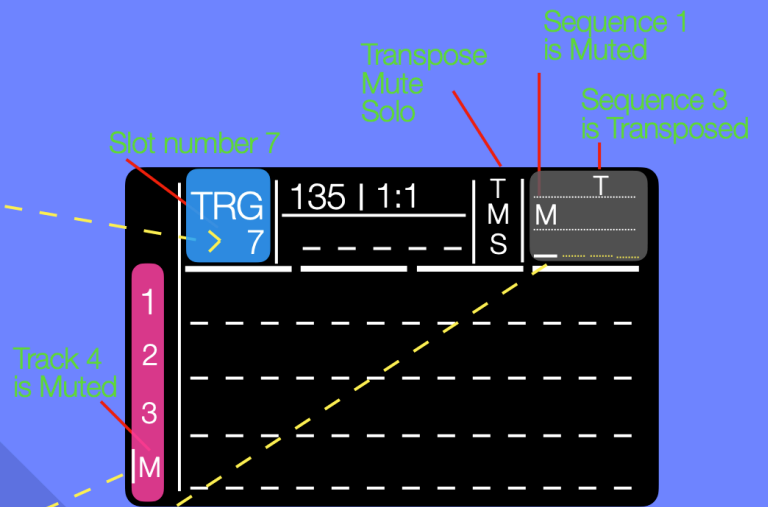 Sequence 1
is Muted
Transpose
Mute
Solo
Sequence 3
is Transposed
Slot number 7
TRG
> 7
135 | 1:1
T
M
S
T
M
1
2
3
M
Track 4
is Muted